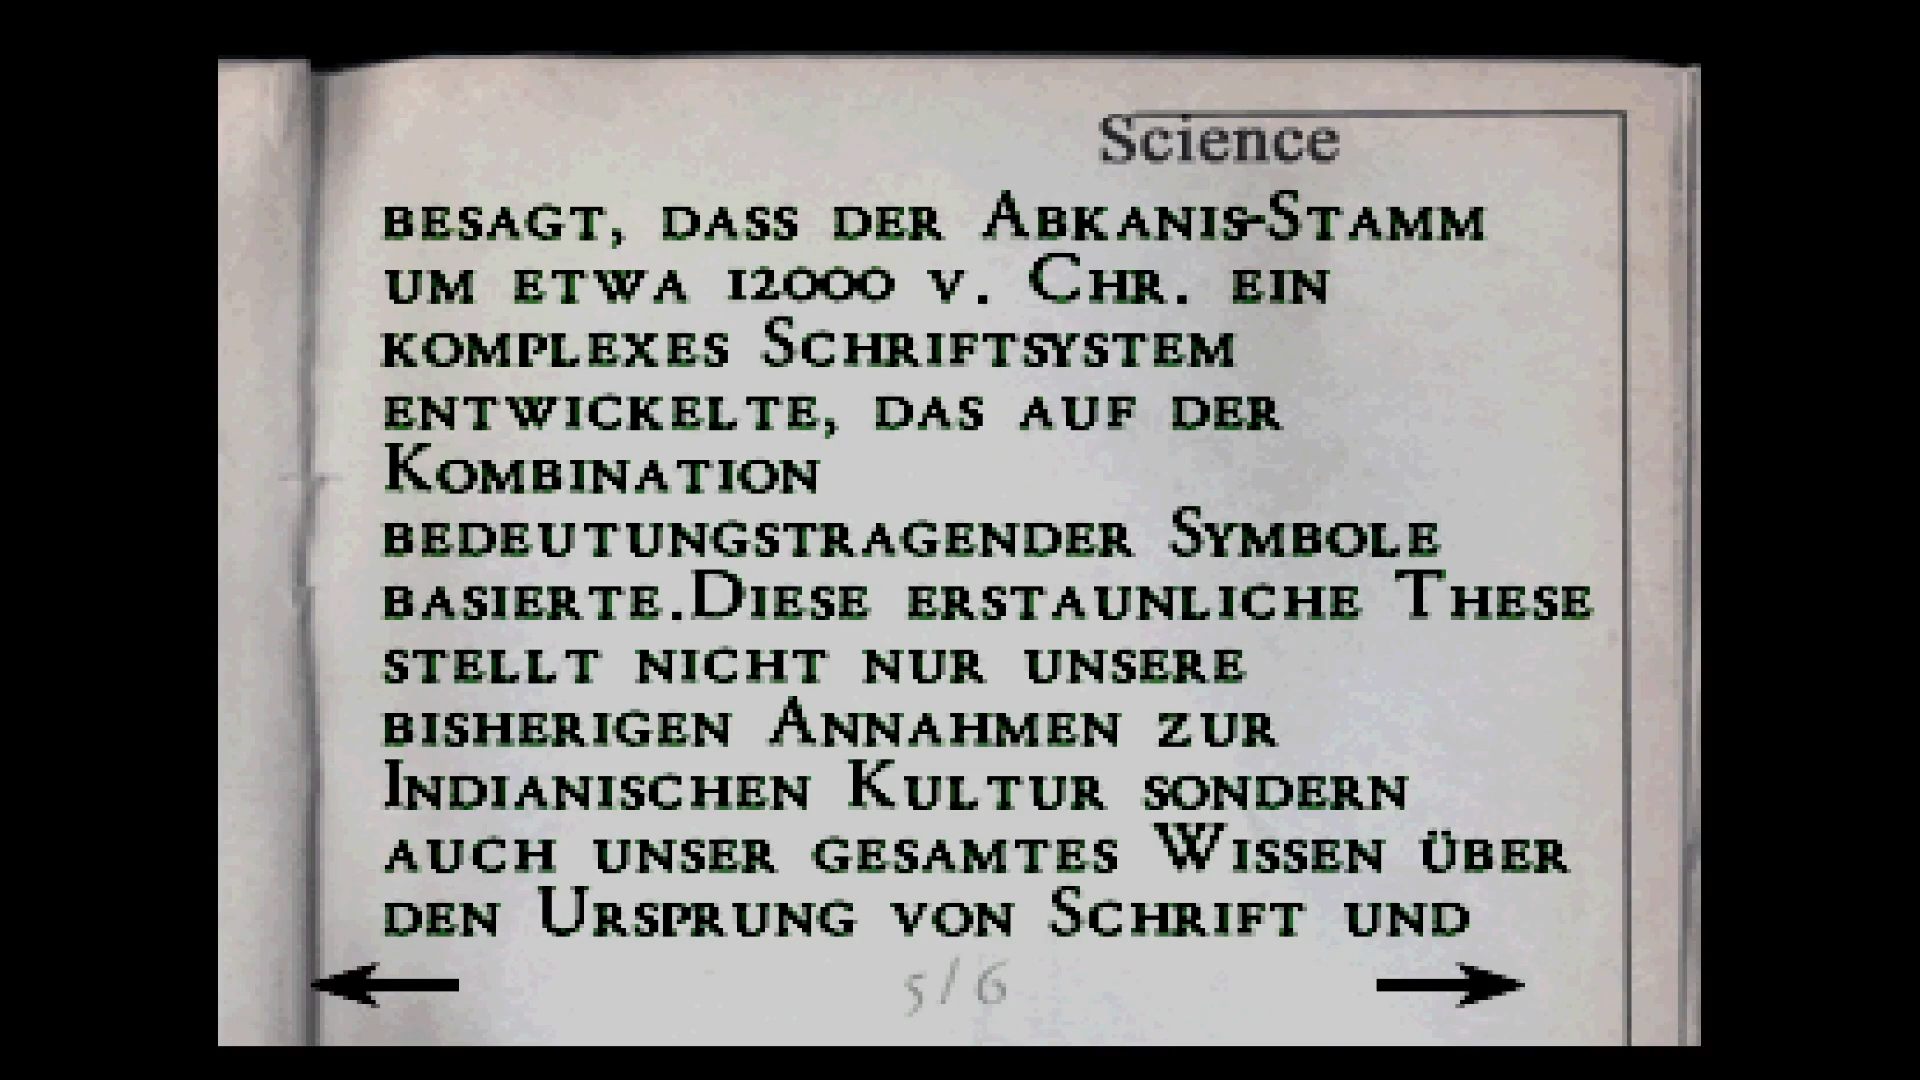 Science
besagt, dass der Abkanis-Stamm
um etwa 12000 v. Chr. ein
komplexes Schriftsystem
entwickelte, das auf der
Kombination
bedeutungstragender Symbole
basierte.Diese erstaunliche These
stellt nicht nur unsere
bisherigen Annahmen zur
Indianischen Kultur sondern
auch unser gesamtes Wissen über
den Ursprung von Schrift und
5/6